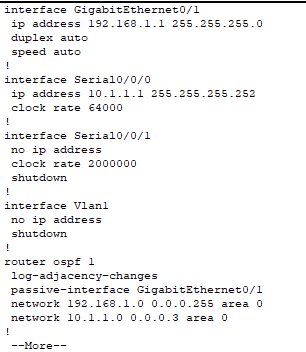 interface GigabitEthernet0/1
 ip address 192.168.1.1 255.255.255.0
 duplex auto
 speed auto
!
interface Serial0/0/0
 ip address 10.1.1.1 255.255.255.252
 clock rate 64000
!
interface Serial0/0/1
 no ip address
 clock rate 2000000
 shutdown
!
interface Vlan1
 no ip address
 shutdown
!
router ospf 1
 log-adjacency-changes
 passive-interface GigabitEthernet0/1
 network 192.168.1.0 0.0.0.255 area 0
 network 10.1.1.0 0.0.0.3 area 0
!
 --More--